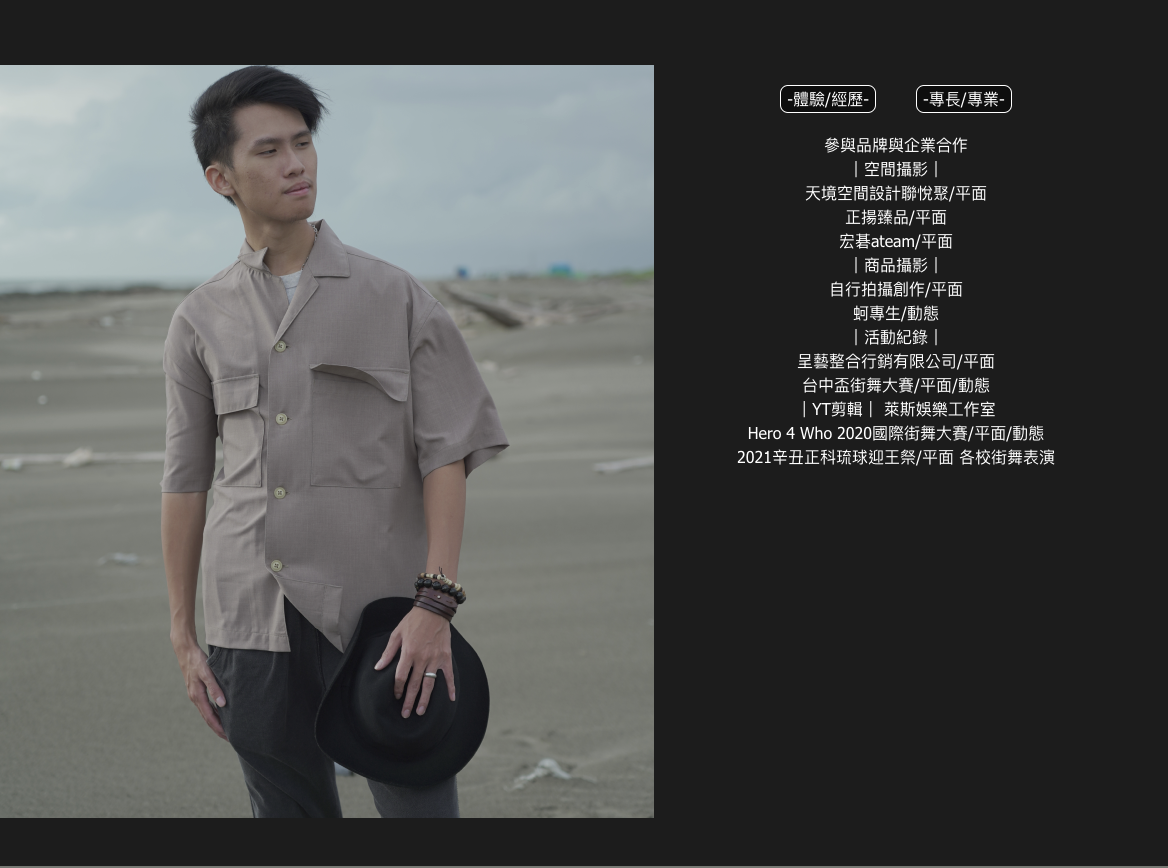 -體驗/經歷-
-專長/專業-
參與品牌與企業合作
| 空間攝影 |
天境空間設計聯悅聚/平面
正揚臻品/平面
宏碁ateam/平面
| 商品攝影 |
自行拍攝創作/平面
蚵專生/動態
| 活動紀錄 |
呈藝整合行銷有限公司/平面
台中盃街舞大賽/平面/動態
| YT剪輯 | 萊斯娛樂工作室
Hero 4 Who 2020國際街舞大賽/平面/動態
2021辛丑正科琉球迎王祭/平面 各校街舞表演